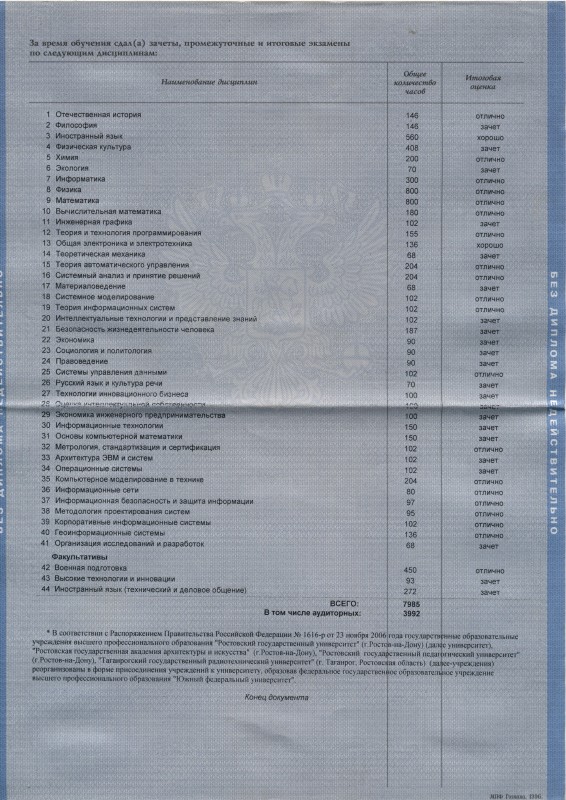 За время обучения сдал(а) зачеты, промежуточные и итоговые экзамены
по следующим дисциплинам:
Наименование дисциплин Общее количество часов Итоговая оценка
1 Отечественная история 146 отлично
2 Философия 146 зачет
3 Иностранный язык 560 хорошо
4 Физическая культура 408 зачет
5 Химия 200 отлично
6 Экология 70 зачет
7 Информатика 300 отлично
8 Физика 800 отлично
9 Математика 800 отлично
10 Вычислительная математика 180 отлично
11 Инженерная графика 102 зачет
12 Теория и технология программирования 155 отлично
13 Общая электроника и электротехника 136 хорошо
14 Теоретическая механика 68 зачет
15 Теория автоматического управления 204 отлично
16 Системный анализ и принятие решений 204 отлично
17 Материаловедение 68 зачет
18 Системное моделирование 102 отлично
19 Теория информационных систем 102 отлично
20 Интеллектуальные технологии и представление знаний 102 зачет
21 Безопасность жизнедеятельности человека 187 зачет
22 Экономика 90 зачет
23 Социология и политология 90 зачет
24 Правоведение 90 зачет
25 Системы управления данными 102 отлично
26 Русский язык и культура речи 70 зачет
27 Технологии инновационного бизнеса 100 зачет
28 Оценка интеллектуальной собственности 100 зачет
29 Экономика инженерного предпринимательства 100 зачет
30 Информационные технологии 150 зачет
31 Основы компьютерной математики 150 зачет
32 Метрология, стандартизация и сертификация 102 отлично
33 Архитектура ЭВМ и систем 102 зачет
34 Операционные системы 102 зачет
35 Компьютерное моделирование в технике 204 отлично
36 Информационные сети 80 отлично
37 Информационная безопасность и защита информации 97 отлично
38 Методология проектирования систем 95 отлично
39 Корпоративные информационные системы 102 отлично
40 Геоинформационные системы 136 отлично
41 Организация исследований и разработок 68 зачет
Факультативы
42 Военная подготовка 450 отлично
43 Высокие технологии и инновации 93 зачет
44 Иностранный язык (технический и деловое общение) 272 зачет
ВСЕГО: 7985
В том числе аудиторных: 3992
* В соответствии с Распоряжением Правительства Российской Федерации № 1616-р от 23 ноября 2006 года государственные образовательные
учреждения высшего профессионального образования "Ростовский государственный университет" (г.Ростов-на-Дону) (далее университет),
"Ростовская государственная академия архитектуры и искусства" (г.Ростов-на-Дону), "Ростовский государственный педагогический университет"
(г.Ростов-на-Дону), "Таганрогский государственный радиотехнический университет" (г. Таганрог, Ростовская область) (далее-учреждения)
реорганизованы в форме присоединения учреждений к университету, образовав федеральное государственное образовательное учреждение
высшего профессионального образования "Южный федеральный университет".
Конец документа
БЕЗ ДИПЛОМА НЕДЕЙСТВИТЕЛЬНО
БЕЗ ДИПЛОМА НЕДЕЙСТВИТЕЛЬНО
МПФ Гознака, 1996.